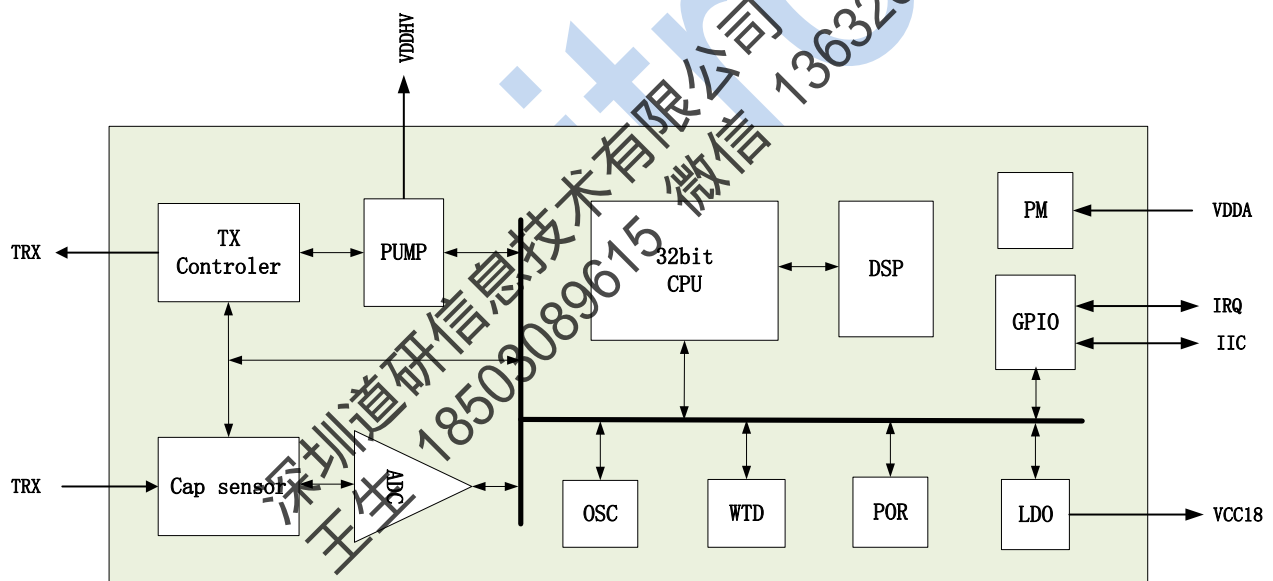 VDDHV
TRX
TX
Controler
PUMP
32bit
CPU
DSP
PM
VDDA
GPIO
IRQ
IIC
TRX
Cap sensor
ADC
OSC
WTD
POR
LDO
VCC18
深圳道研信息技术有限公司
王生 18503089615 微信 13632